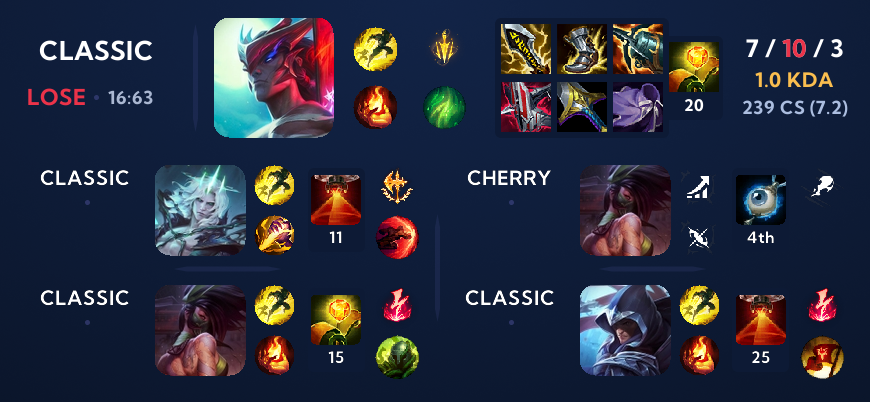 CLASSIC
LOSE • 16:63
20
7 / 10 / 3
1.0 KDA
239 CS (7.2)
CLASSIC
11
CHERRY
4th
CLASSIC
15
CLASSIC
25